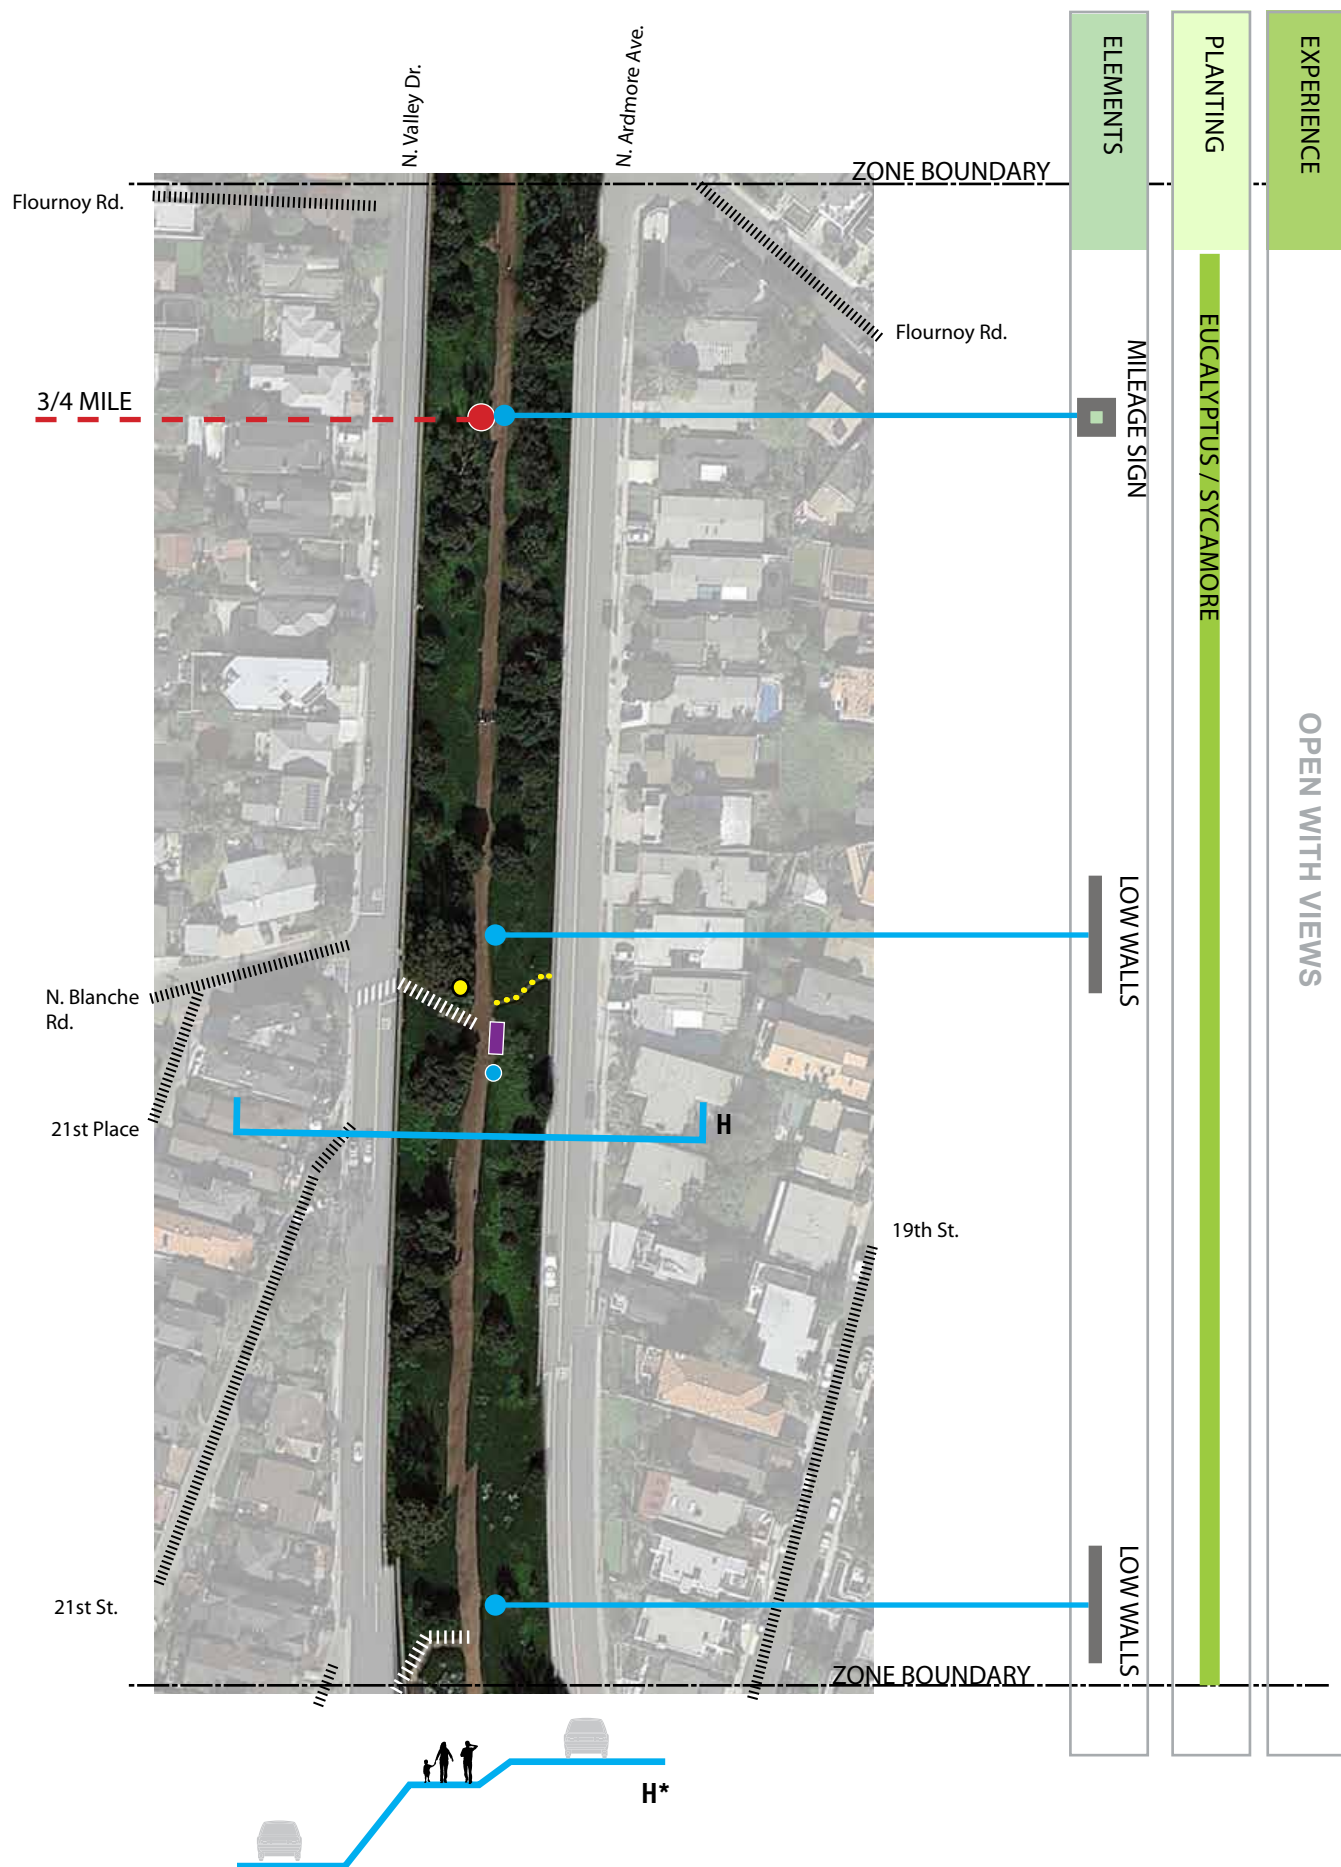 N. Valley Dr.
N. Ardmore Ave.
ELEMENTS
PLANTING
EXPERIENCE
ZONE BOUNDARY
Flournoy Rd.
Flournoy Rd.
3/4 MILE
MILEAGE SIGN
EUCALYPTUS / SYCAMORE
OPEN WITH VIEWS
LOW WALLS
N. Blanche
Rd.
21st Place
H
19th St.
21st St.
LOW WALLS
ZONE BOUNDARY
H*